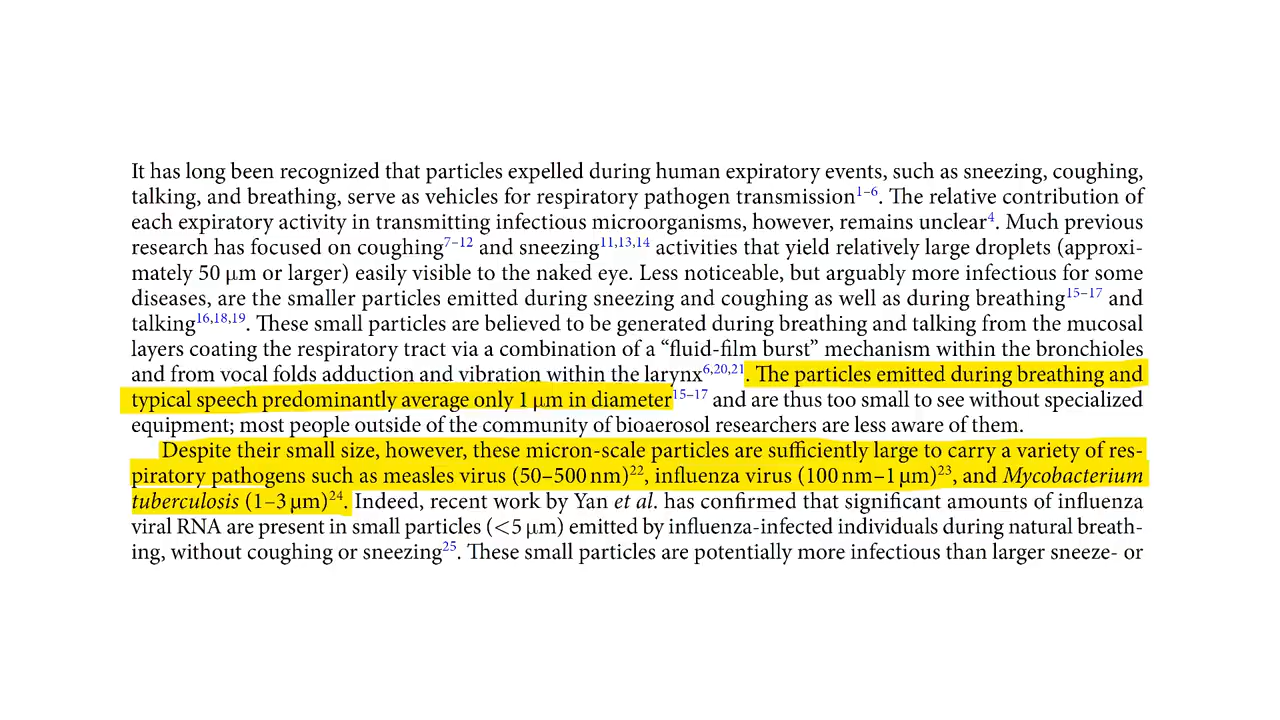 It has long been recognized that particles expelled during human expiratory events, such as sneezing, coughing,
talking, and breathing, serve as vehicles for respiratory pathogen transmission1–6. The relative contribution of
each expiratory activity in transmitting infectious microorganisms, however, remains unclear4. Much previous
research has focused on coughing7–12 and sneezing11,13,14 activities that yield relatively large droplets (approxi-
mately 50 μm or larger) easily visible to the naked eye. Less noticeable, but arguably more infectious for some
diseases, are the smaller particles emitted during sneezing and coughing as well as during breathing15–17 and
talking16,18,19. These small particles are believed to be generated during breathing and talking from the mucosal
layers coating the respiratory tract via a combination of a “fluid-film burst” mechanism within the bronchioles
and from vocal folds adduction and vibration within the larynx6,20,21. The particles emitted during breathing and
typical speech predominantly average only 1 μm in diameter15–17 and are thus too small to see without specialized
equipment; most people outside of the community of bioaerosol researchers are less aware of them.
Despite their small size, however, these micron-scale particles are sufficiently large to carry a variety of res-
piratory pathogens such as measles virus (50–500 nm)22, influenza virus (100 nm–1 μm)23, and Mycobacterium
tuberculosis (1–3 μm)24. Indeed, recent work by Yan et al. has confirmed that significant amounts of influenza
viral RNA are present in small particles (<5 μm) emitted by influenza-infected individuals during natural breath-
ing, without coughing or sneezing25. These small particles are potentially more infectious than larger sneeze- or